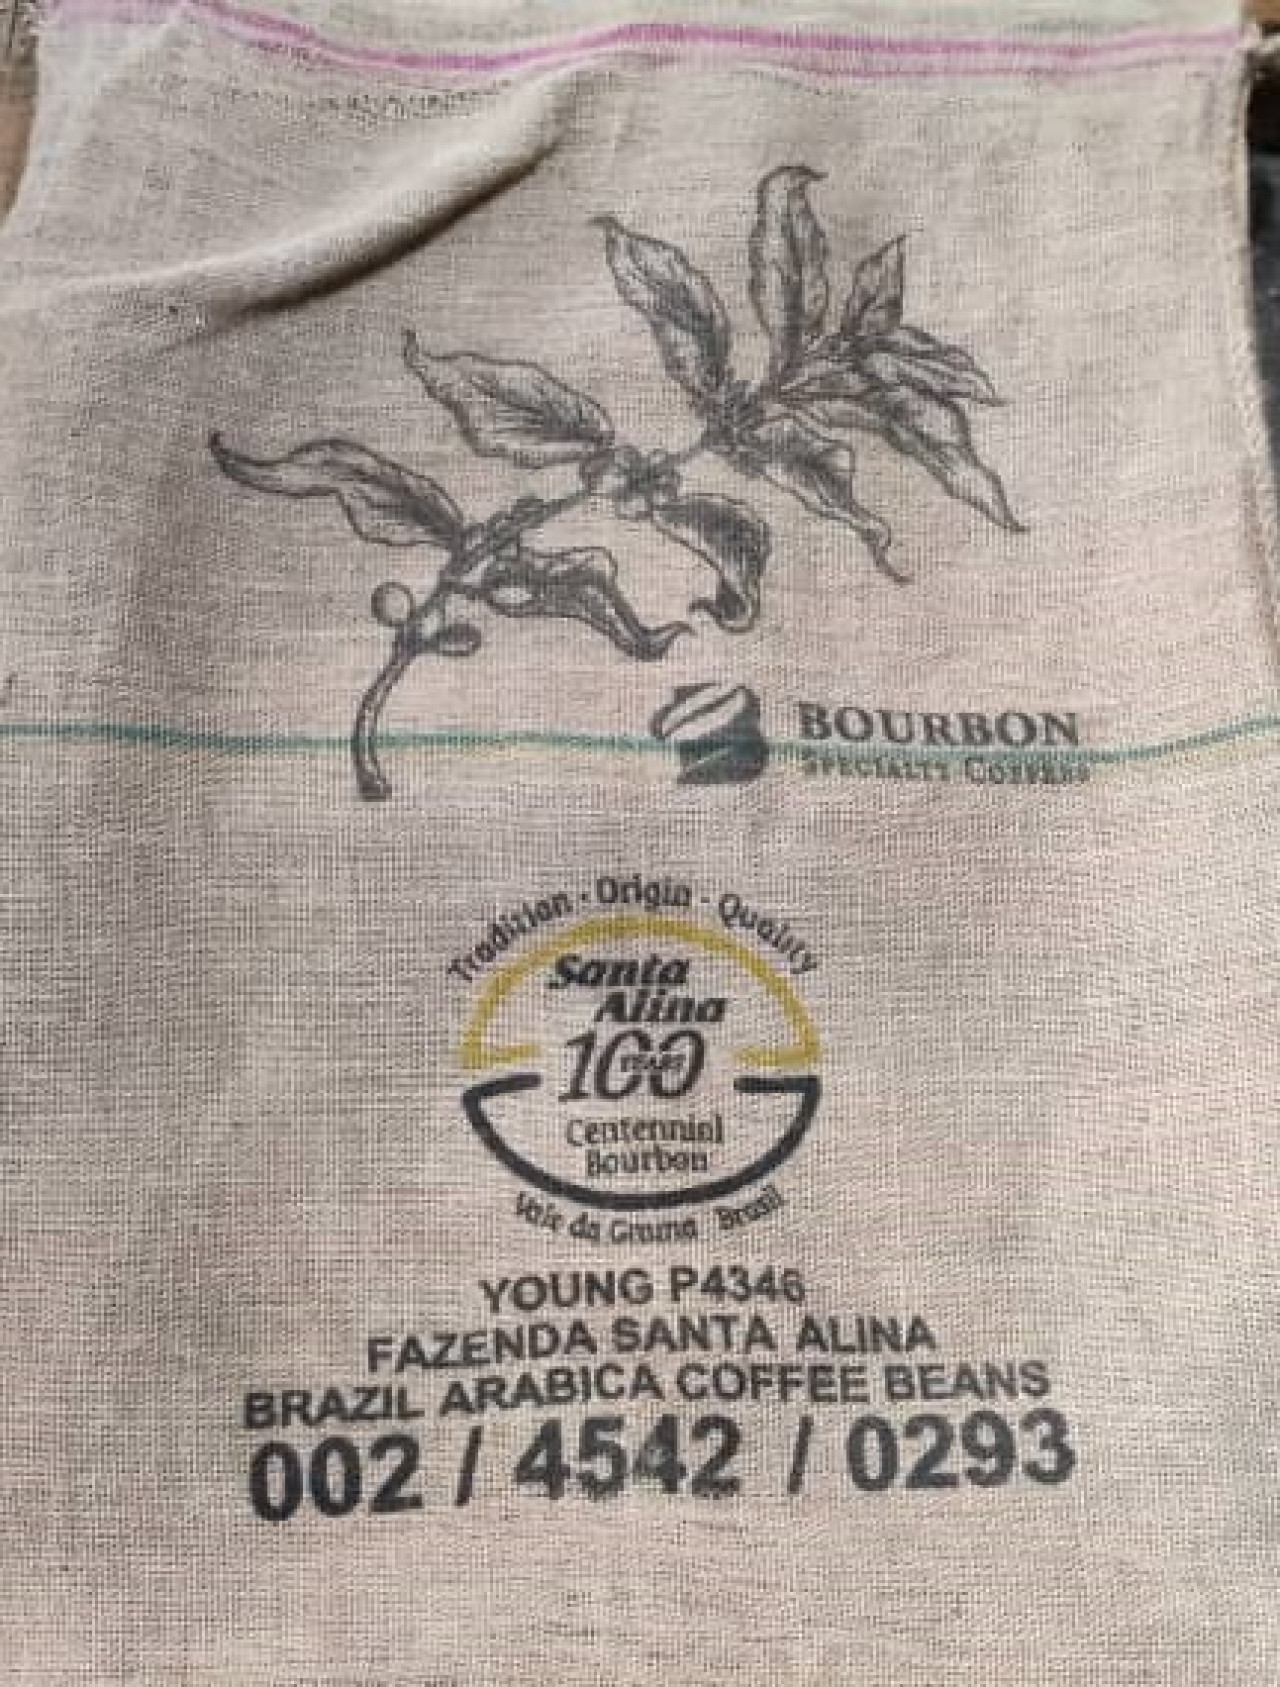 BOURBON
SPECIALTY COFFEES
Tradition · Origin - Quality
Santa
Alina
100
YEARS
Centennial
Bourbon
Vale da Grama Brasil
YOUNG P4346
FAZENDA SANTA ALINA
BRAZIL ARABICA COFFEE BEANS
002 / 4542 / 0293